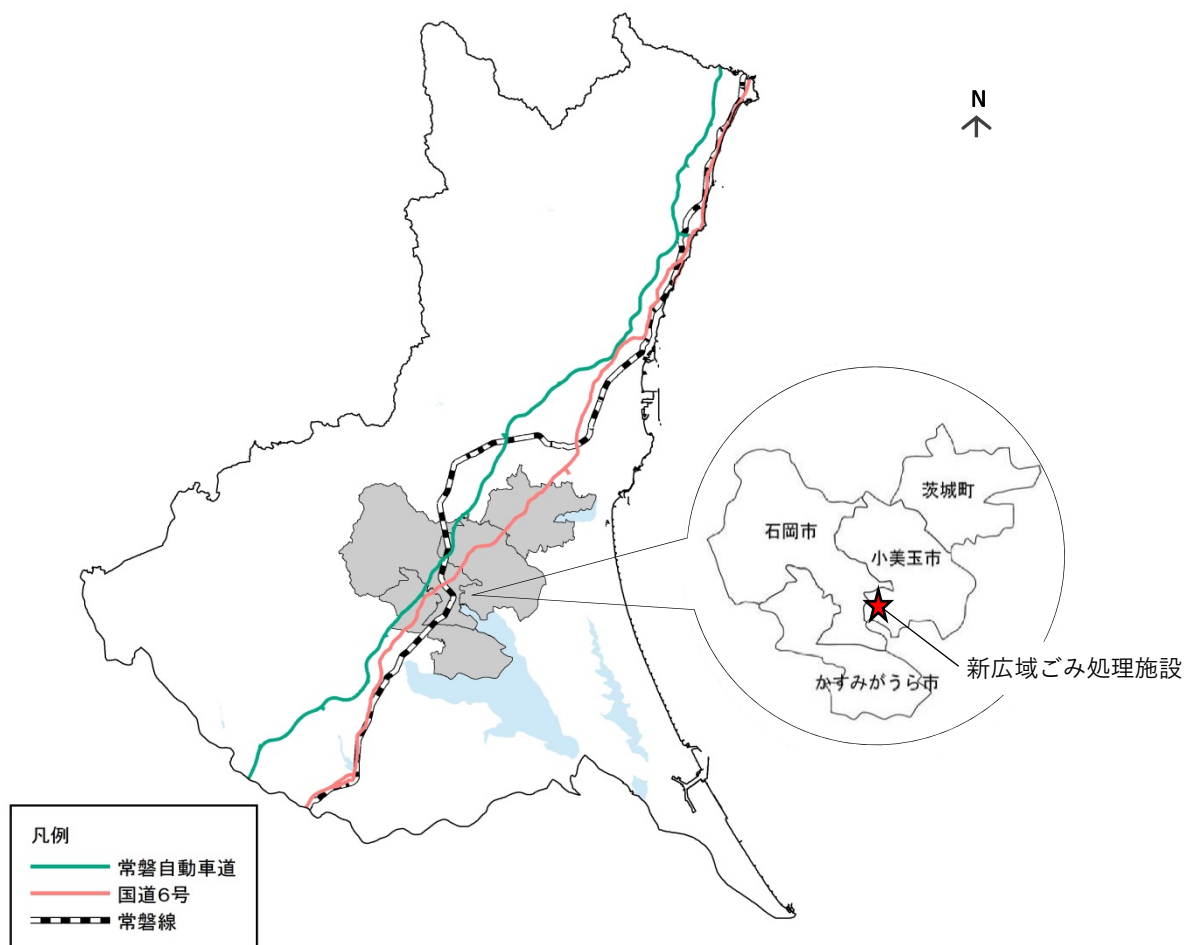 N
茨城町
石岡市
小美玉市
新広域ごみ処理施設
かすみがうら市
凡例
常磐自動車道
国道6号
常磐線